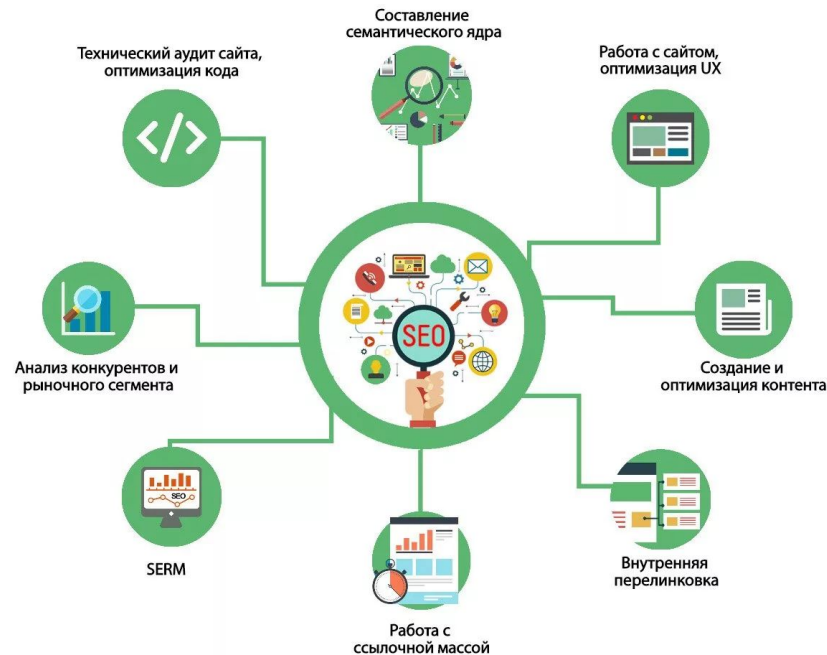 Составление
семантического ядра
Технический аудит сайта,
оптимизация кода
Работа с сайтом,
оптимизация UX
SEO
Анализ конкурентов и
рыночного сегмента
Создание и
оптимизация контента
SEO
SERM
Внутренняя
перелинковка
Работа с
ссылочной массой